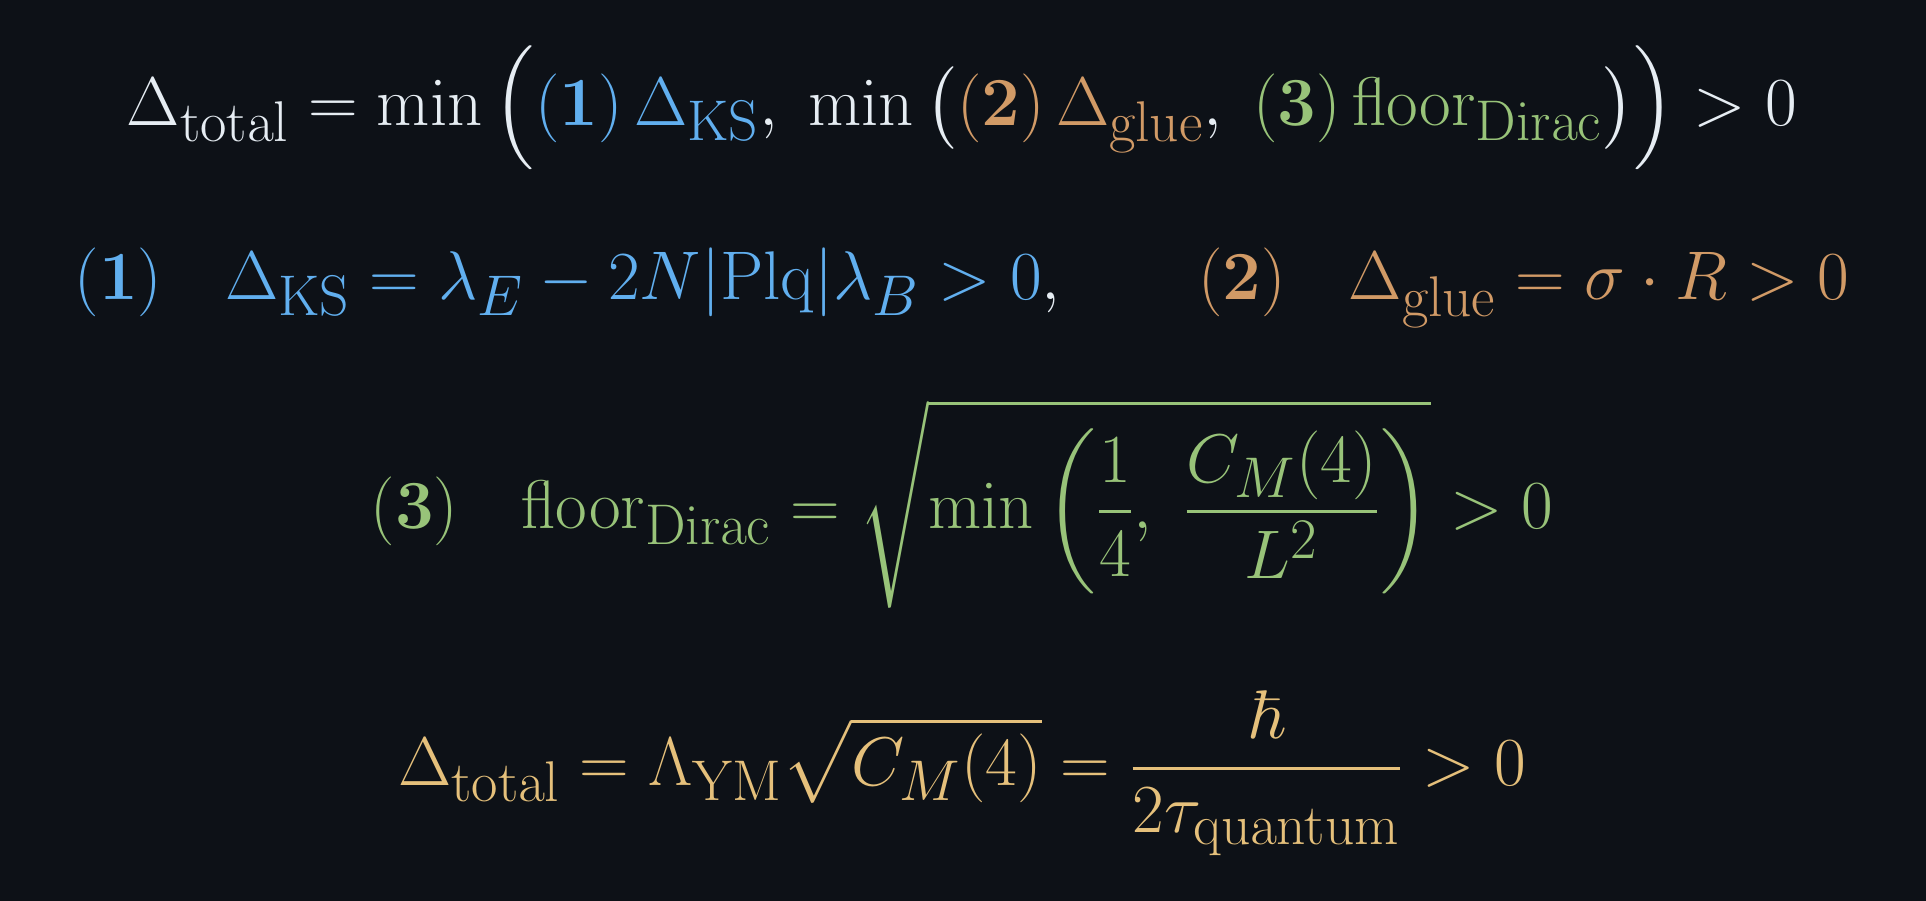 Δ_total = min((1) Δ_KS, min((2) Δ_glue, (3) floor_Dirac)) > 0
(1) Δ_KS = λ_E − 2N|Plq|λ_B > 0, (2) Δ_glue = σ · R > 0
(3) floor_Dirac = √(min(1/4, C_M(4)/L²)) > 0
Δ_total = Λ_YM √(C_M(4)) = ℏ/(2τ_quantum) > 0